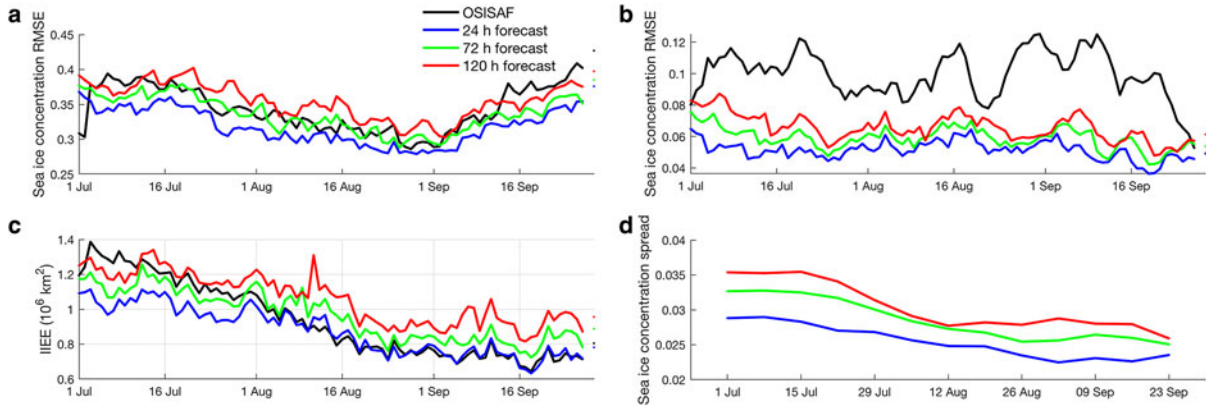 a
Sea ice concentration RMSE
0.45
0.4
0.35
0.3
0.25
1 Jul
16 Jul
1 Aug
16 Aug
1 Sep
16 Sep
OSISAF
24 h forecast
72 h forecast
120 h forecast
b
Sea ice concentration RMSE
0.12
0.1
0.08
0.06
0.04
1 Jul
16 Jul
1 Aug
16 Aug
1 Sep
16 Sep
c
IIEE (10⁶ km²)
1.4
1.2
1.0
0.8
0.6
1 Jul
16 Jul
1 Aug
16 Aug
1 Sep
16 Sep
d
Sea ice concentration spread
0.04
0.035
0.03
0.025
0.02
1 Jul
15 Jul
29 Jul
12 Aug
26 Aug
09 Sep
23 Sep